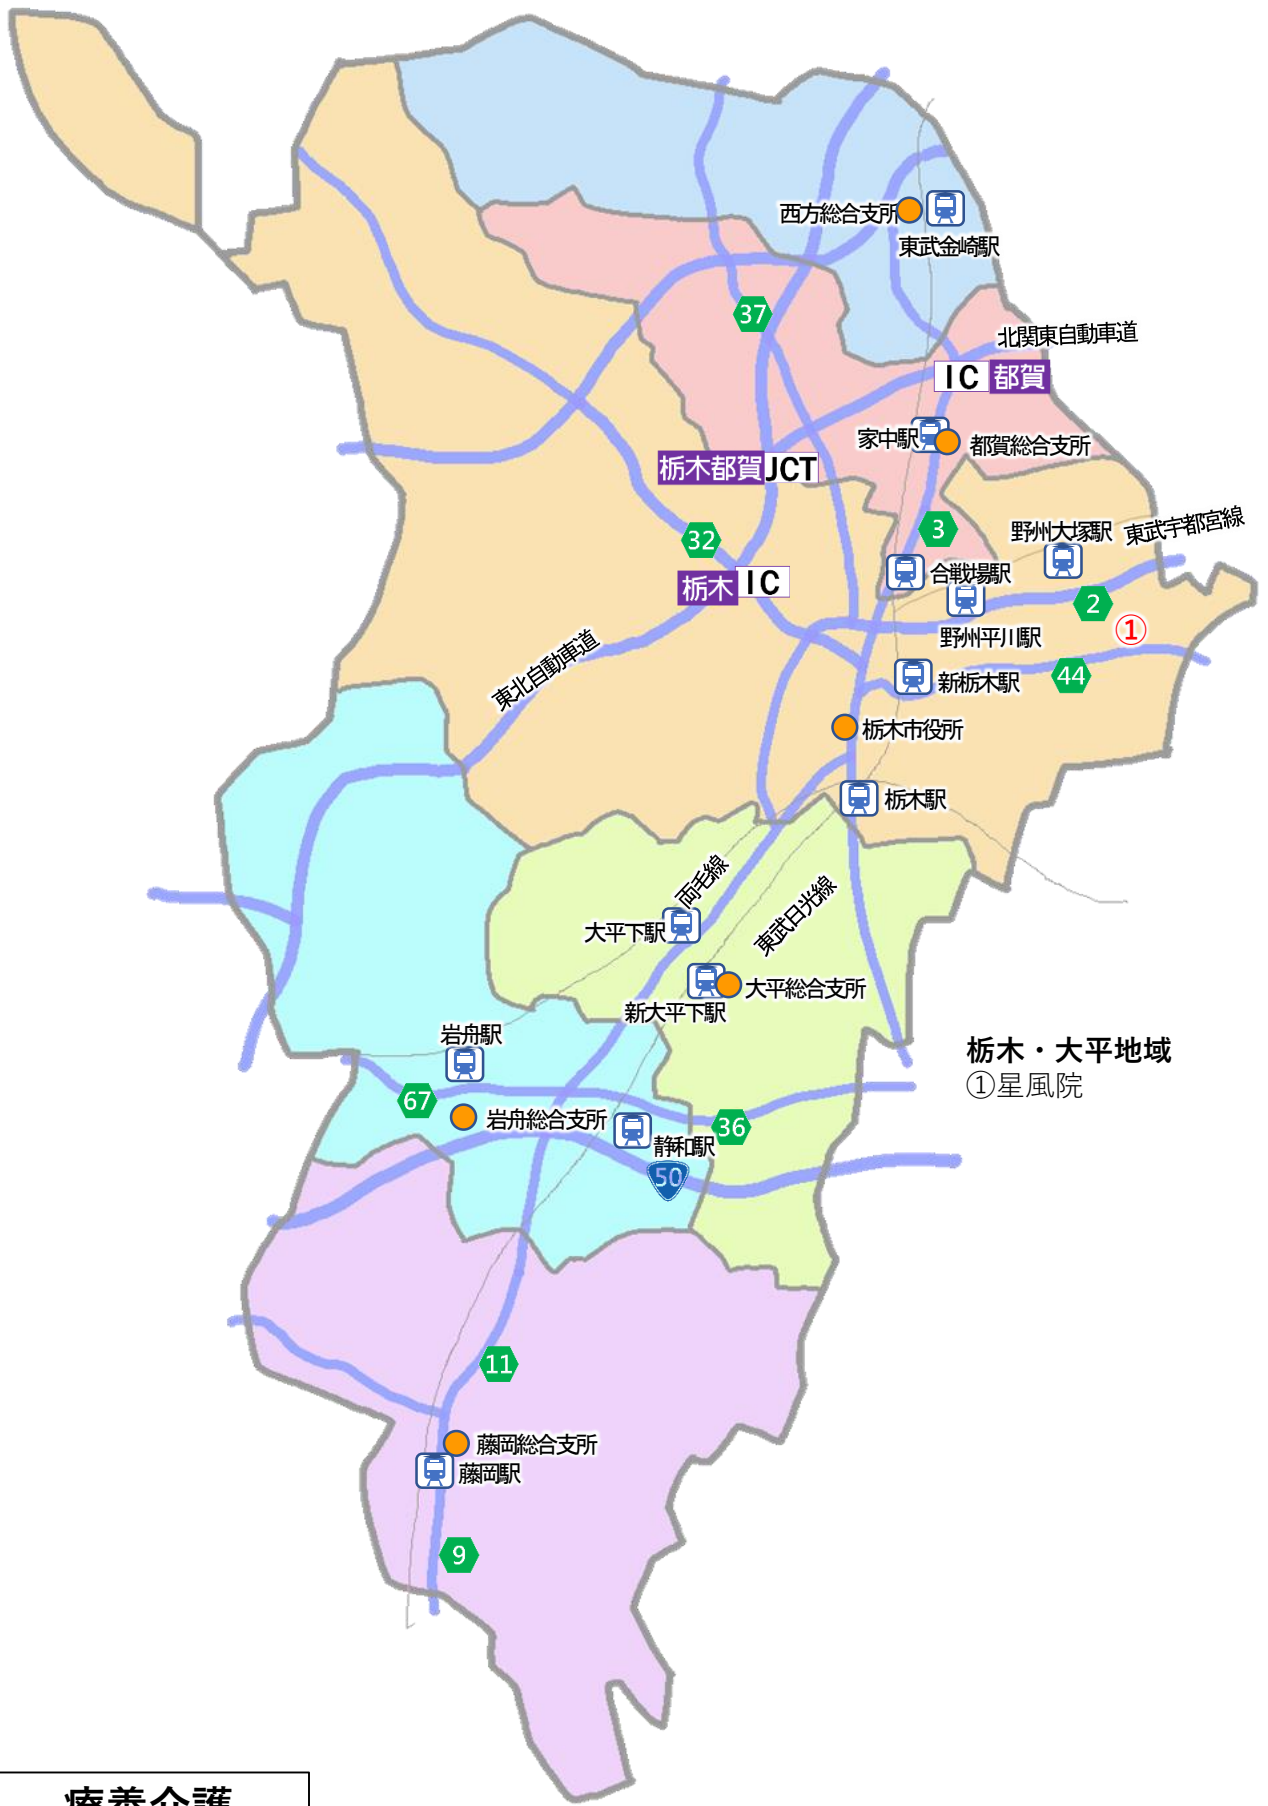 西方総合支所
東武金崎駅
37
北関東自動車道
IC 都賀
家中駅
都賀総合支所
栃木都賀JCT
3
32
野州大塚駅
東武宇都宮線
合戦場駅
栃木 IC
2
①
野州平川駅
東北自動車道
44
新栃木駅
栃木市役所
栃木駅
両毛線
東武日光線
大平下駅
大平総合支所
新大平下駅
岩舟駅
栃木・大平地域
①星風院
67
岩舟総合支所
36
静和駅
50
11
藤岡総合支所
藤岡駅
9
療養介護